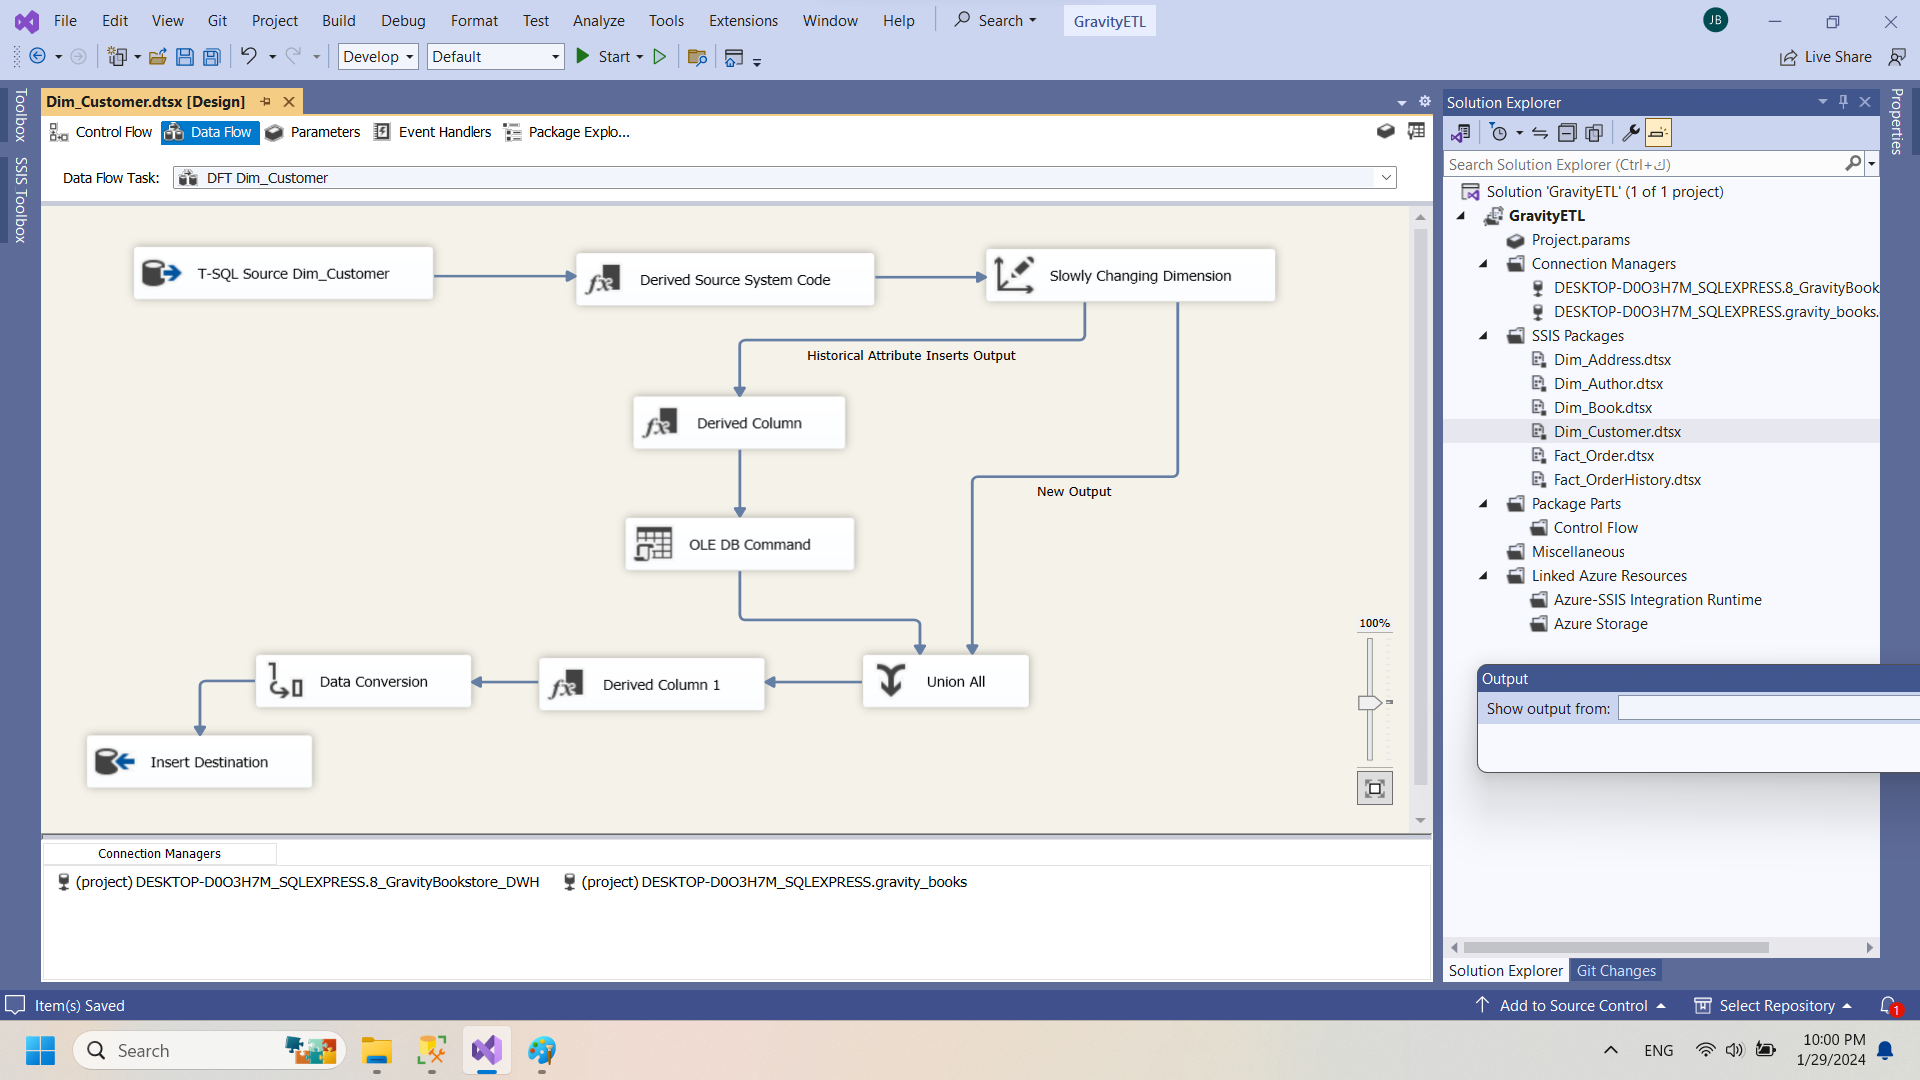 File Edit View Git Project Build Debug Format Test Analyze Tools Extensions Window Help Search GravityETL JB
Develop Default Start Live Share
Toolbox
SSIS Toolbox
Dim_Customer.dtsx [Design]
Control Flow Data Flow Parameters Event Handlers Package Explo...
Data Flow Task: DFT Dim_Customer
T-SQL Source Dim_Customer
Derived Source System Code
Slowly Changing Dimension
Historical Attribute Inserts Output
Derived Column
New Output
OLE DB Command
100%
Data Conversion
Derived Column 1
Union All
Insert Destination
Connection Managers
(project) DESKTOP-D0O3H7M_SQLEXPRESS.8_GravityBookstore_DWH (project) DESKTOP-D0O3H7M_SQLEXPRESS.gravity_books
Solution Explorer
Properties
Search Solution Explorer (Ctrl+ك)
Solution 'GravityETL' (1 of 1 project)
GravityETL
Project.params
Connection Managers
DESKTOP-D0O3H7M_SQLEXPRESS.8_GravityBook
DESKTOP-D0O3H7M_SQLEXPRESS.gravity_books.
SSIS Packages
Dim_Address.dtsx
Dim_Author.dtsx
Dim_Book.dtsx
Dim_Customer.dtsx
Fact_Order.dtsx
Fact_OrderHistory.dtsx
Package Parts
Control Flow
Miscellaneous
Linked Azure Resources
Azure-SSIS Integration Runtime
Azure Storage
Output
Show output from:
Solution Explorer Git Changes
Item(s) Saved Add to Source Control Select Repository 1
Search ENG 10:00 PM
1/29/2024